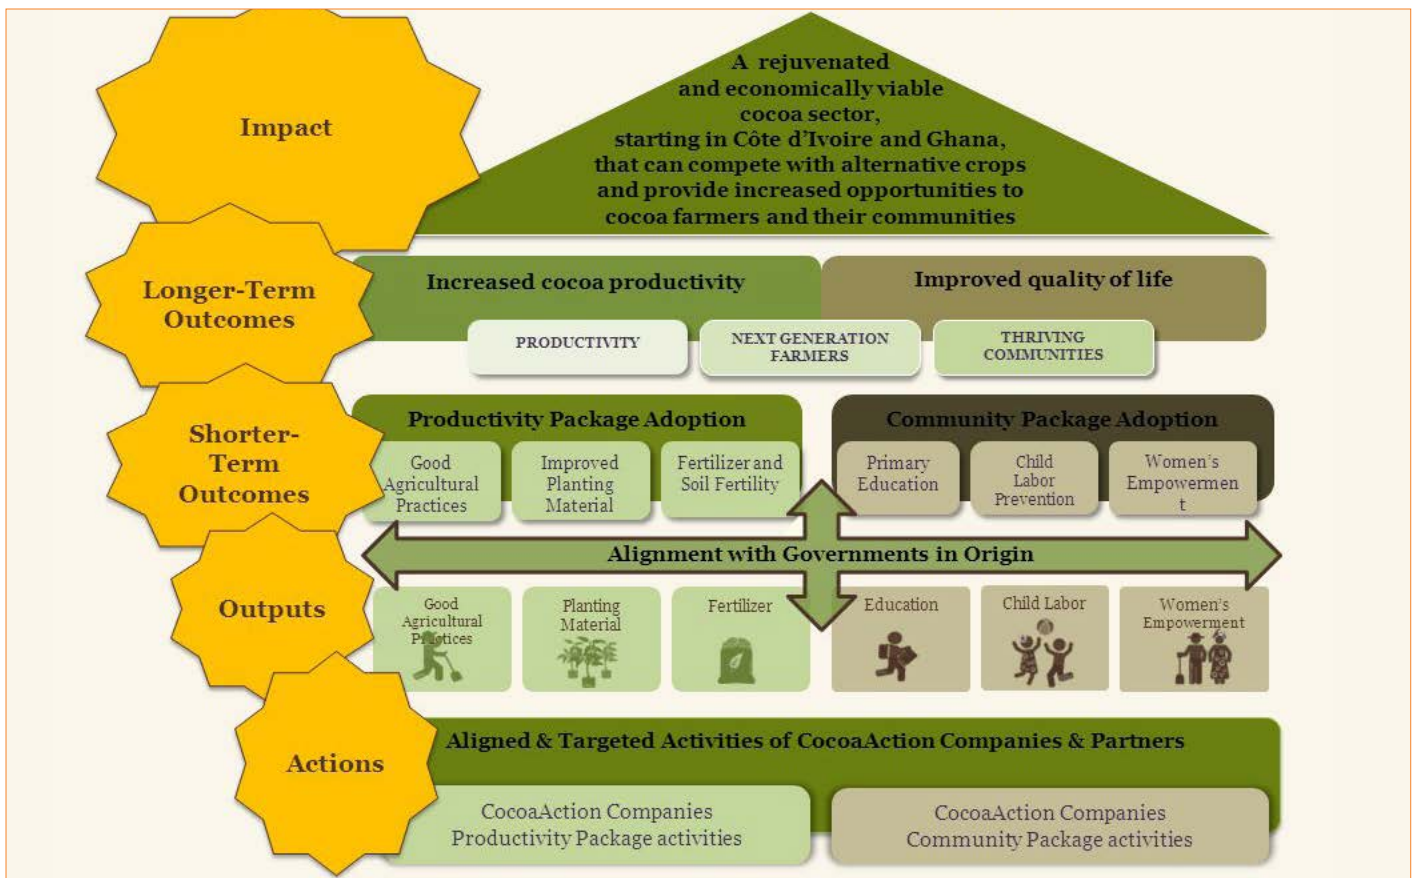 Impact
A rejuvenated
and economically viable
cocoa sector,
starting in Côte d'Ivoire and Ghana,
that can compete with alternative crops
and provide increased opportunities to
cocoa farmers and their communities
Longer-Term
Outcomes
Increased cocoa productivity
Improved quality of life
PRODUCTIVITY
NEXT GENERATION
FARMERS
THRIVING
COMMUNITIES
Shorter-
Term
Outcomes
Productivity Package Adoption
Good
Agricultural
Practices
Improved
Planting
Material
Fertilizer and
Soil Fertility
Community Package Adoption
Primary
Education
Child
Labor
Prevention
Women's
Empowermen
t
Alignment with Governments in Origin
Outputs
Good
Agricultural
Practices
Planting
Material
Fertilizer
Education
Child Labor
Women's
Empowerment
Actions
Aligned & Targeted Activities of CocoaAction Companies & Partners
CocoaAction Companies
Productivity Package activities
CocoaAction Companies
Community Package activities